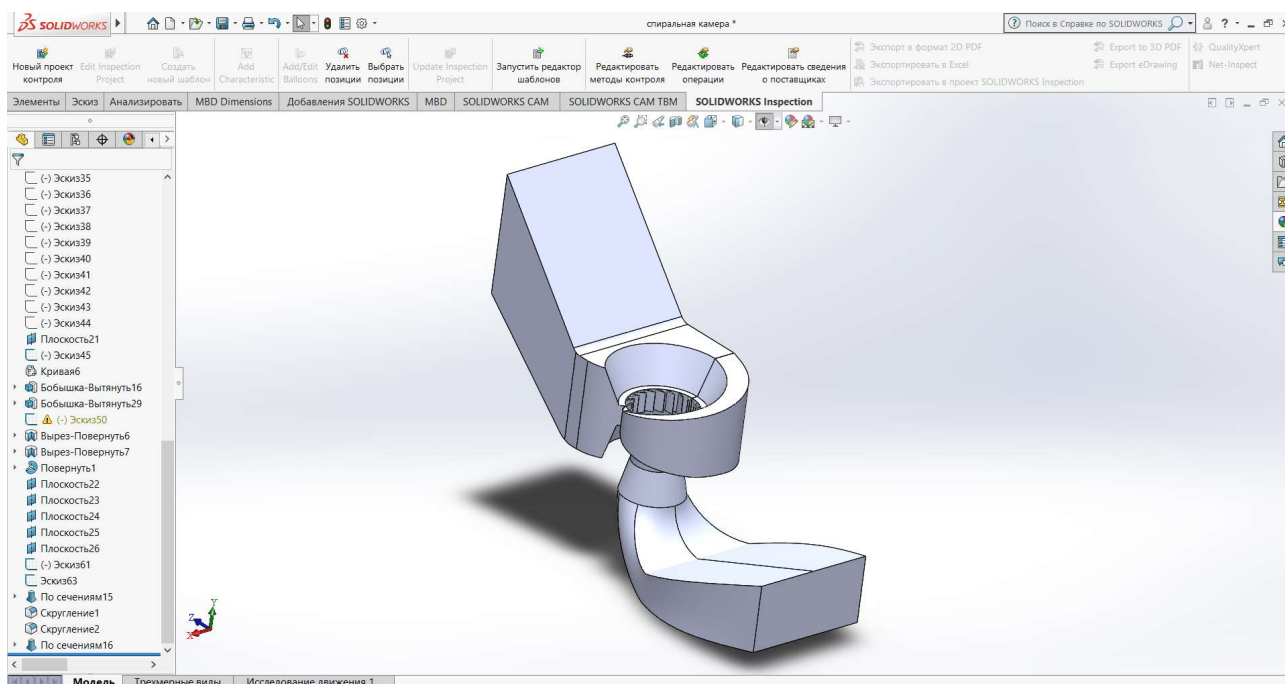 SOLIDWORKS
спиральная камера *
Поиск в Справке по SOLIDWORKS
Новый проект контроля
Edit Inspection Project
Создать новый шаблон
Add Characteristic
Add/Edit Balloons
Удалить позиции
Выбрать позиции
Update Inspection Project
Запустить редактор шаблонов
Редактировать методы контроля
Редактировать операции
Редактировать сведения о поставщиках
Экспорт в формат 2D PDF
Экспортировать в Excel
Экспортировать в проект SOLIDWORKS Inspection
Export to 3D PDF
Export eDrawing
QualityXpert
Net-Inspect
Элементы Эскиз Анализировать MBD Dimensions Добавления SOLIDWORKS MBD SOLIDWORKS CAM SOLIDWORKS CAM TBM SOLIDWORKS Inspection
(-) Эскиз35
(-) Эскиз36
(-) Эскиз37
(-) Эскиз38
(-) Эскиз39
(-) Эскиз40
(-) Эскиз41
(-) Эскиз42
(-) Эскиз43
(-) Эскиз44
Плоскость21
(-) Эскиз45
Кривая6
Бобышка-Вытянуть16
Бобышка-Вытянуть29
(-) Эскиз50
Вырез-Повернуть6
Вырез-Повернуть7
Повернуть1
Плоскость22
Плоскость23
Плоскость24
Плоскость25
Плоскость26
(-) Эскиз61
Эскиз63
По сечениям15
Скругление1
Скругление2
По сечениям16
Y
Z
X
Модель Трехмерные виды Исследование движения 1